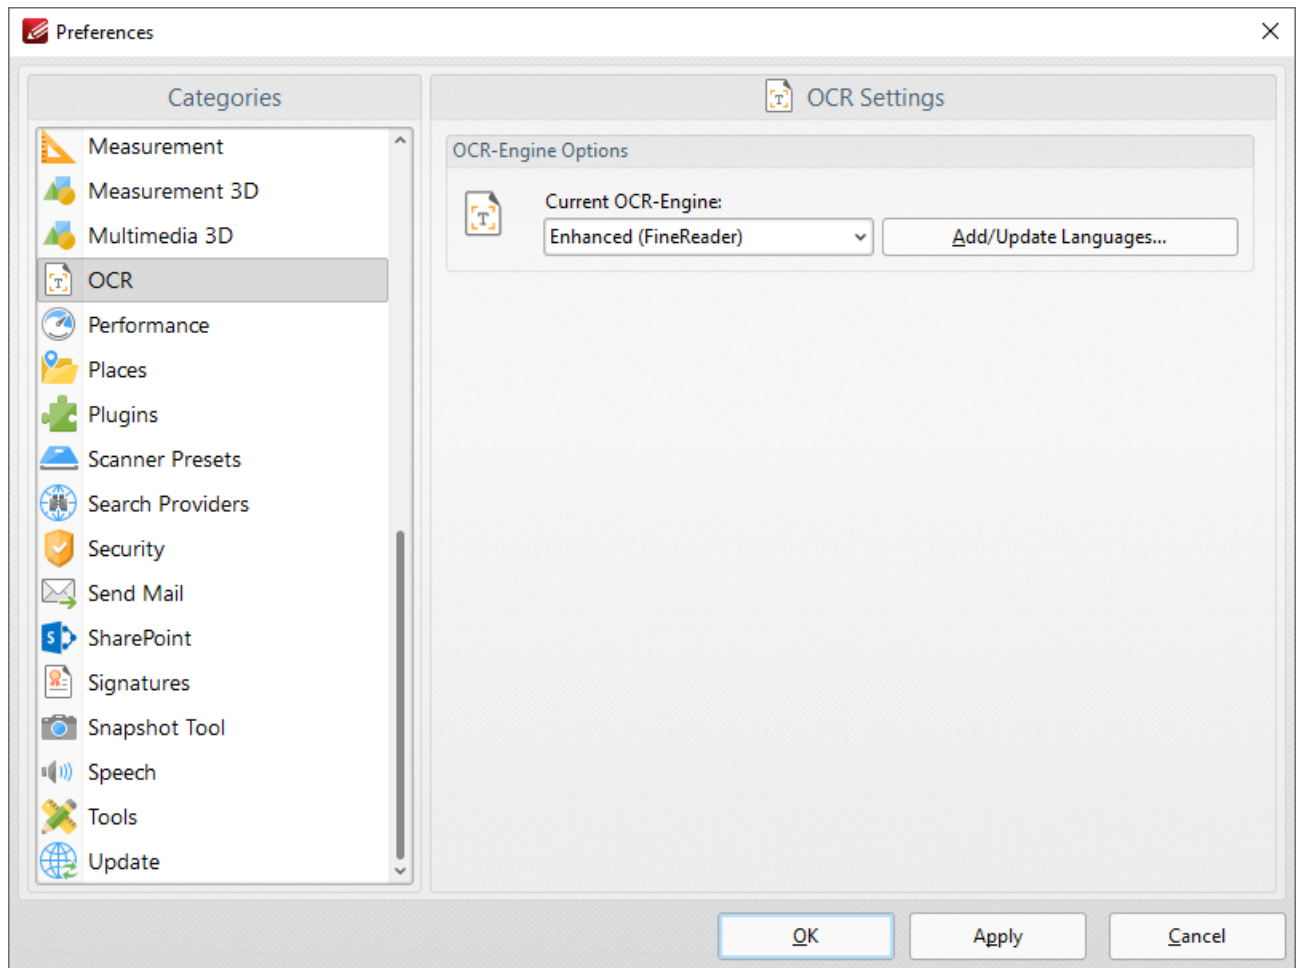 Preferences
Categories
Measurement
Measurement 3D
Multimedia 3D
OCR
Performance
Places
Plugins
Scanner Presets
Search Providers
Security
Send Mail
SharePoint
Signatures
Snapshot Tool
Speech
Tools
Update
OCR Settings
OCR-Engine Options
Current OCR-Engine:
Enhanced (FineReader)
Add/Update Languages...
OK
Apply
Cancel